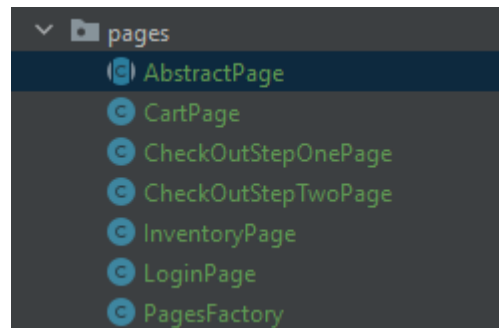 pages
AbstractPage
CartPage
CheckOutStepOnePage
CheckOutStepTwoPage
InventoryPage
LoginPage
PagesFactory